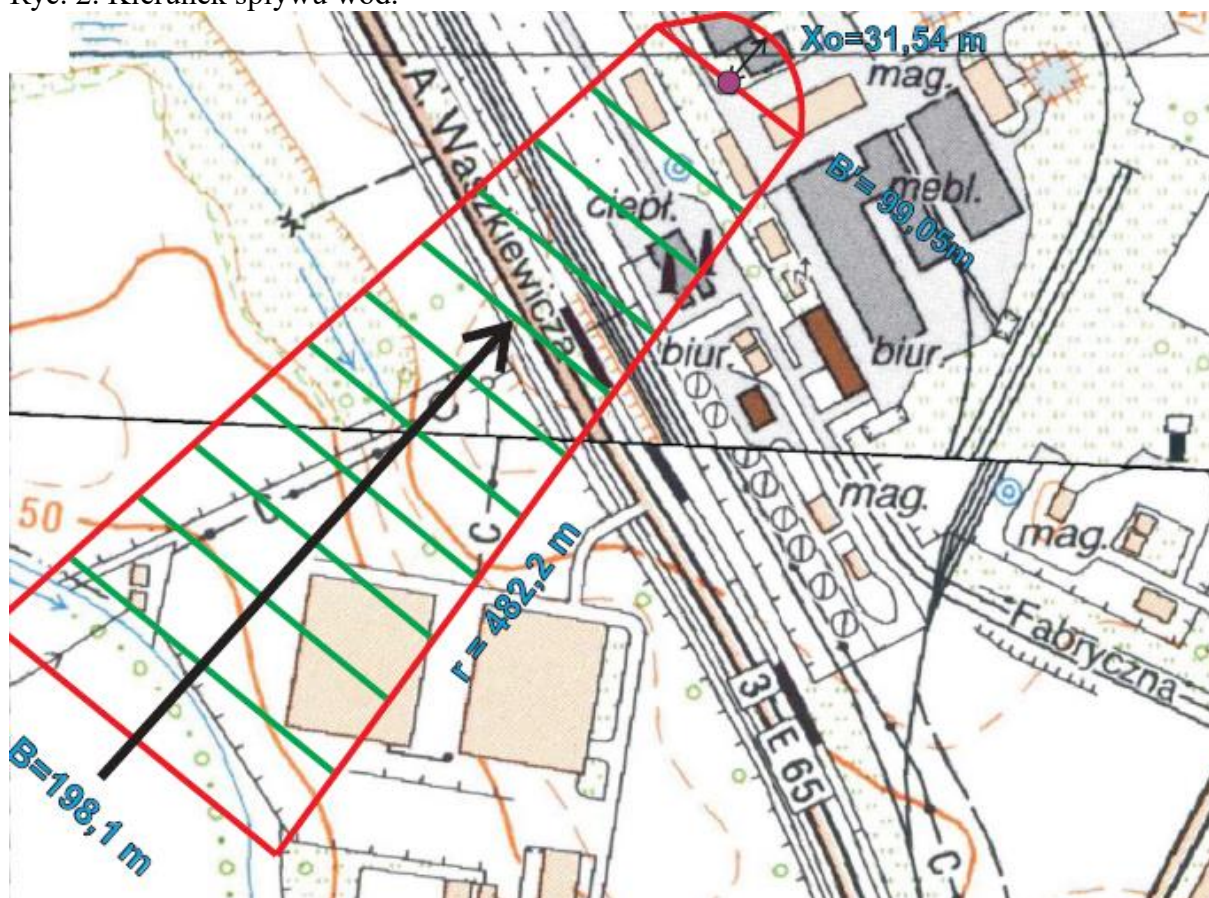 Ryc. 2. Kierunek spływu wód.
Xo=31,54 m
mag.
A. Waszkiewicza
B'= 99,05m
mebl.
ciepł.
biur.
biur.
C
50
C
C
mag.
mag.
r = 482,2 m
Fabryczna
3 E 65
B=198,1 m
C